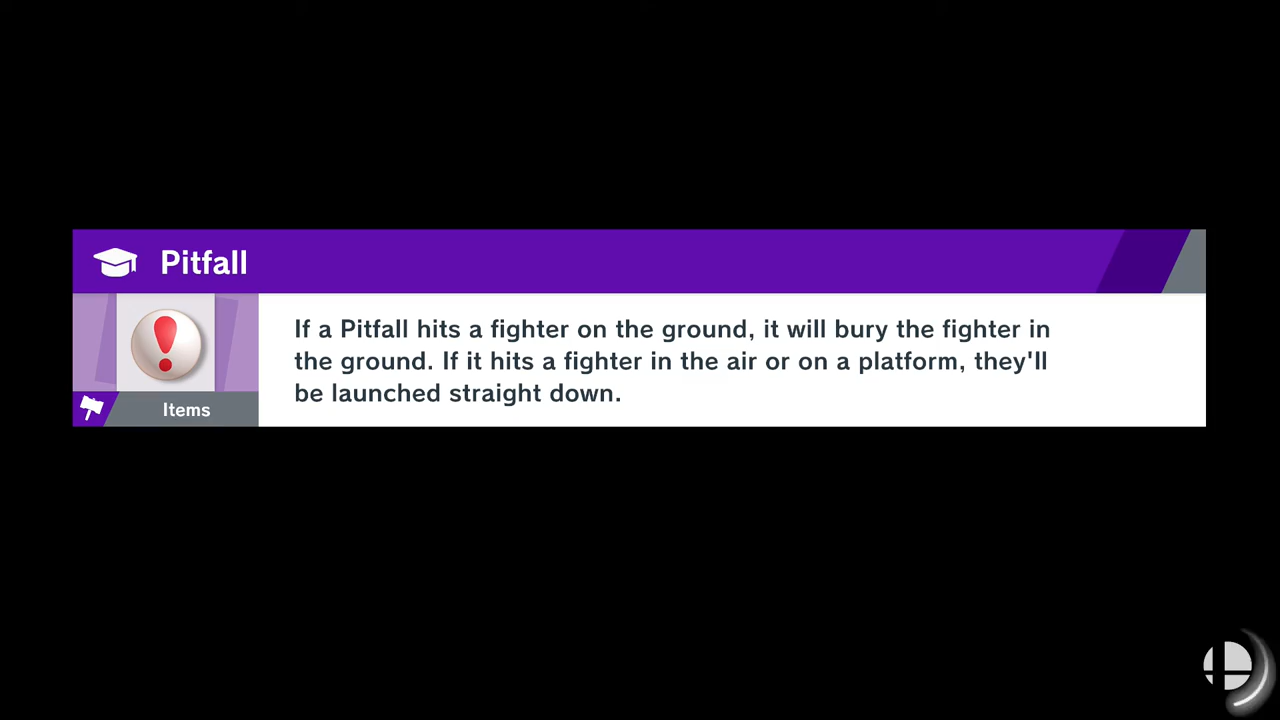 Pitfall
If a Pitfall hits a fighter on the ground, it will bury the fighter in
the ground. If it hits a fighter in the air or on a platform, they'll
be launched straight down.
Items